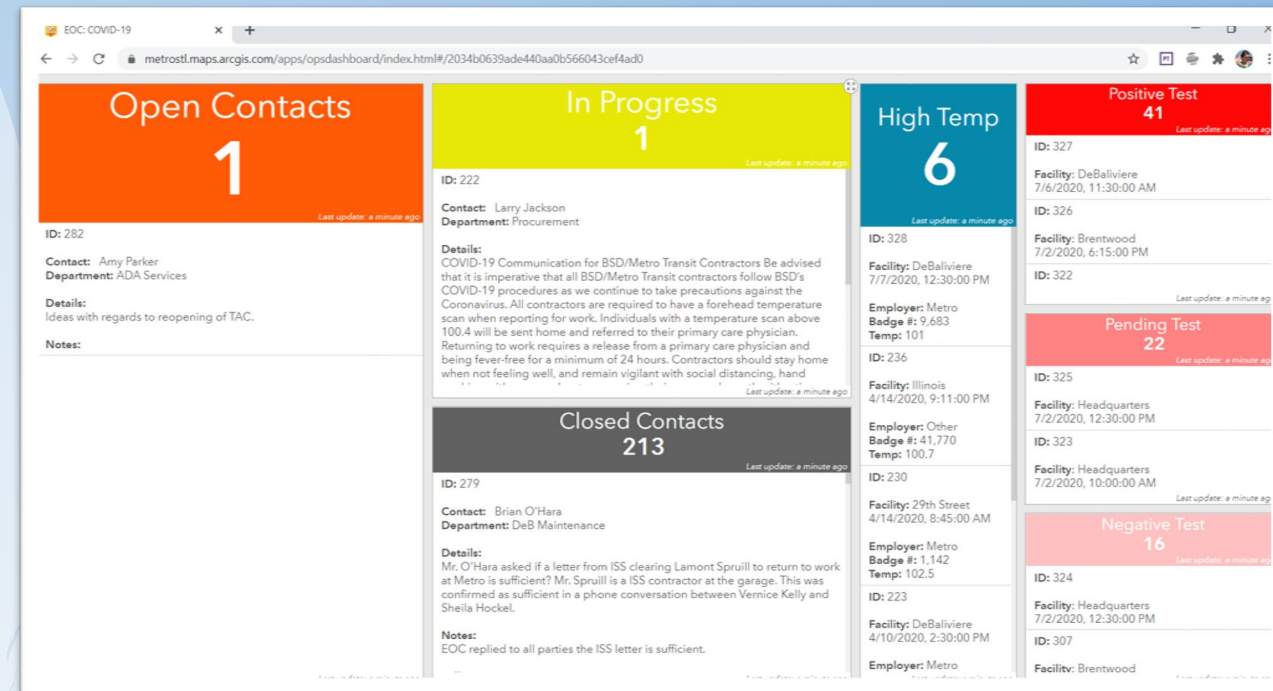 EOC: COVID-19
metrostl.maps.arcgis.com/apps/opsdashboard/index.html#/2034b0639ade440aa0b566043cef4ad0
Open Contacts
1
Last update: a minute ago
ID: 282
Contact: Amy Parker
Department: ADA Services
Details:
Ideas with regards to reopening of TAC.
Notes:
In Progress
1
Last update: a minute ago
ID: 222
Contact: Larry Jackson
Department: Procurement
Details:
COVID-19 Communication for BSD/Metro Transit Contractors Be advised
that it is imperative that all BSD/Metro Transit contractors follow BSD's
COVID-19 procedures as we continue to take precautions against the
Coronavirus. All contractors are required to have a forehead temperature
scan when reporting for work. Individuals with a temperature scan above
100.4 will be sent home and referred to their primary care physician.
Returning to work requires a release from a primary care physician and
being fever-free for a minimum of 24 hours. Contractors should stay home
when not feeling well, and remain vigilant with social distancing, hand
Last update: a minute ago
Closed Contacts
213
Last update: a minute ago
ID: 279
Contact: Brian O'Hara
Department: DeB Maintenance
Details:
Mr. O'Hara asked if a letter from ISS clearing Lamont Spruill to return to work
at Metro is sufficient? Mr. Spruill is a ISS contractor at the garage. This was
confirmed as sufficient in a phone conversation between Vernice Kelly and
Sheila Hockel.
Notes:
EOC replied to all parties the ISS letter is sufficient.
High Temp
6
Last update: a minute ago
ID: 328
Facility: DeBaliviere
7/7/2020, 12:30:00 PM
Employer: Metro
Badge #: 9,683
Temp: 101
ID: 236
Facility: Illinois
4/14/2020, 9:11:00 PM
Employer: Other
Badge #: 41,770
Temp: 100.7
ID: 230
Facility: 29th Street
4/14/2020, 8:45:00 AM
Employer: Metro
Badge #: 1,142
Temp: 102.5
ID: 223
Facility: DeBaliviere
4/10/2020, 2:30:00 PM
Employer: Metro
Positive Test
41
Last update: a minute ago
ID: 327
Facility: DeBaliviere
7/6/2020, 11:30:00 AM
ID: 326
Facility: Brentwood
7/2/2020, 6:15:00 PM
ID: 322
Last update: a minute ago
Pending Test
22
Last update: a minute ago
ID: 325
Facility: Headquarters
7/2/2020, 12:30:00 PM
ID: 323
Facility: Headquarters
7/2/2020, 10:00:00 AM
Last update: a minute ago
Negative Test
16
Last update: a minute ago
ID: 324
Facility: Headquarters
7/2/2020, 12:30:00 PM
ID: 307
Facility: Brentwood